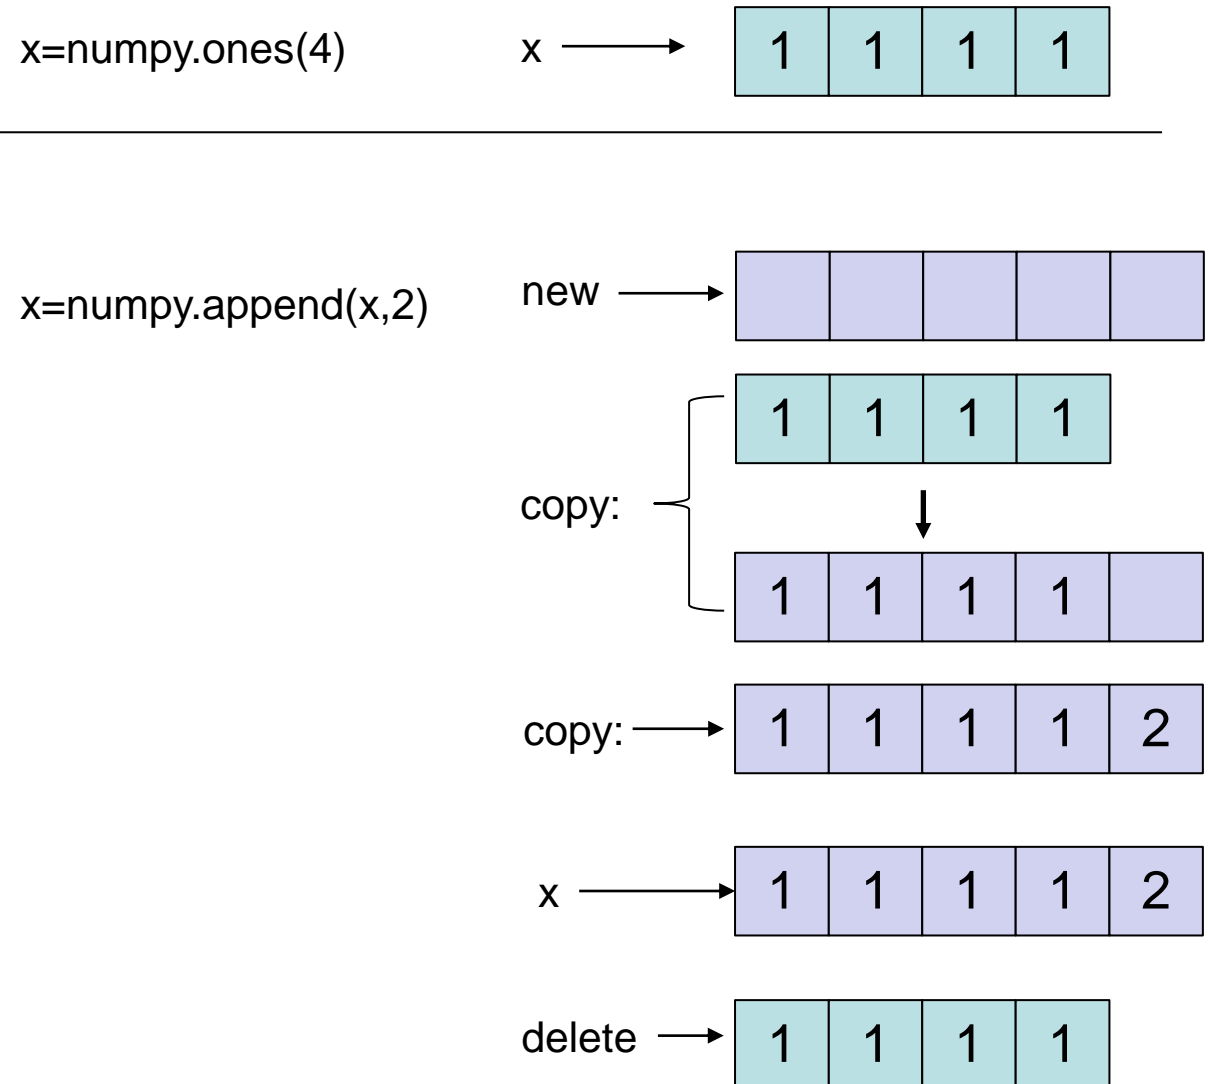 x=numpy.ones(4) x 1 1 1 1
x=numpy.append(x,2) new
1 1 1 1
copy:
1 1 1 1
copy: 1 1 1 1 2
x 1 1 1 1 2
delete 1 1 1 1